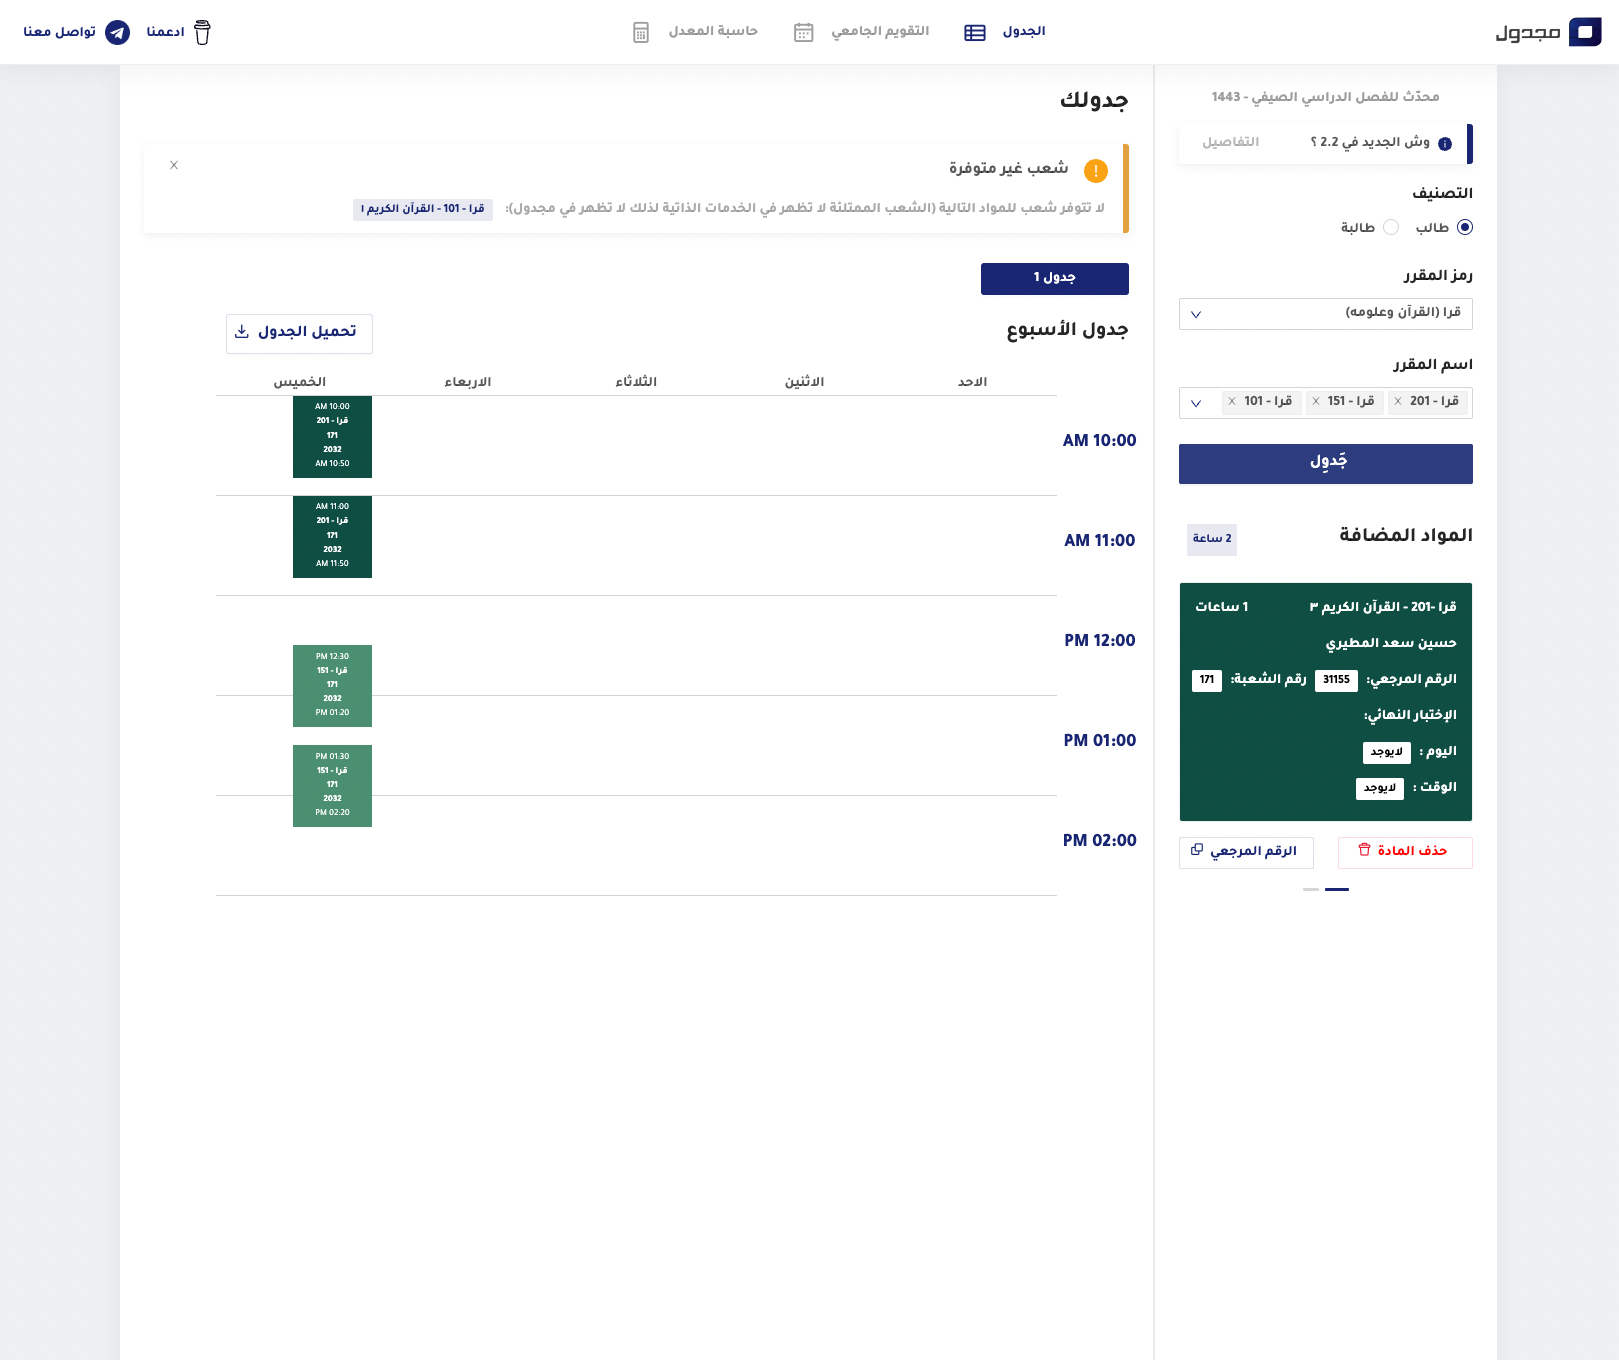 مجدول
الجدول
التقويم الجامعي
حاسبة المعدل
ادعمنا
تواصل معنا
محدّث للفصل الدراسي الصيفي - 1443
وش الجديد في 2.2 ؟
التفاصيل
التصنيف
طالب
طالبة
رمز المقرر
قرا (القرآن وعلومه)
اسم المقرر
قرا - 201
قرا - 151
قرا - 101
جَدوِل
المواد المضافة
2 ساعة
قرا -201 - القرآن الكريم ٣
1 ساعات
حسين سعد المطيري
الرقم المرجعي: 31155 رقم الشعبة: 171
الإختبار النهائي:
اليوم : لايوجد
الوقت : لايوجد
حذف المادة
الرقم المرجعي
جدولك
شعب غير متوفرة
لا تتوفر شعب للمواد التالية (الشعب الممتلئة لا تظهر في الخدمات الذاتية لذلك لا تظهر في مجدول): قرا - 101 - القرآن الكريم ١
جدول 1
جدول الأسبوع
تحميل الجدول
الاحد
الاثنين
الثلاثاء
الاربعاء
الخميس
10:00 AM
10:00 AM
قرا - 201
171
2032
10:50 AM
11:00 AM
11:00 AM
قرا - 201
171
2032
11:50 AM
12:00 PM
12:30 PM
قرا - 151
171
2032
01:20 PM
01:00 PM
01:30 PM
قرا - 151
171
2032
02:20 PM
02:00 PM